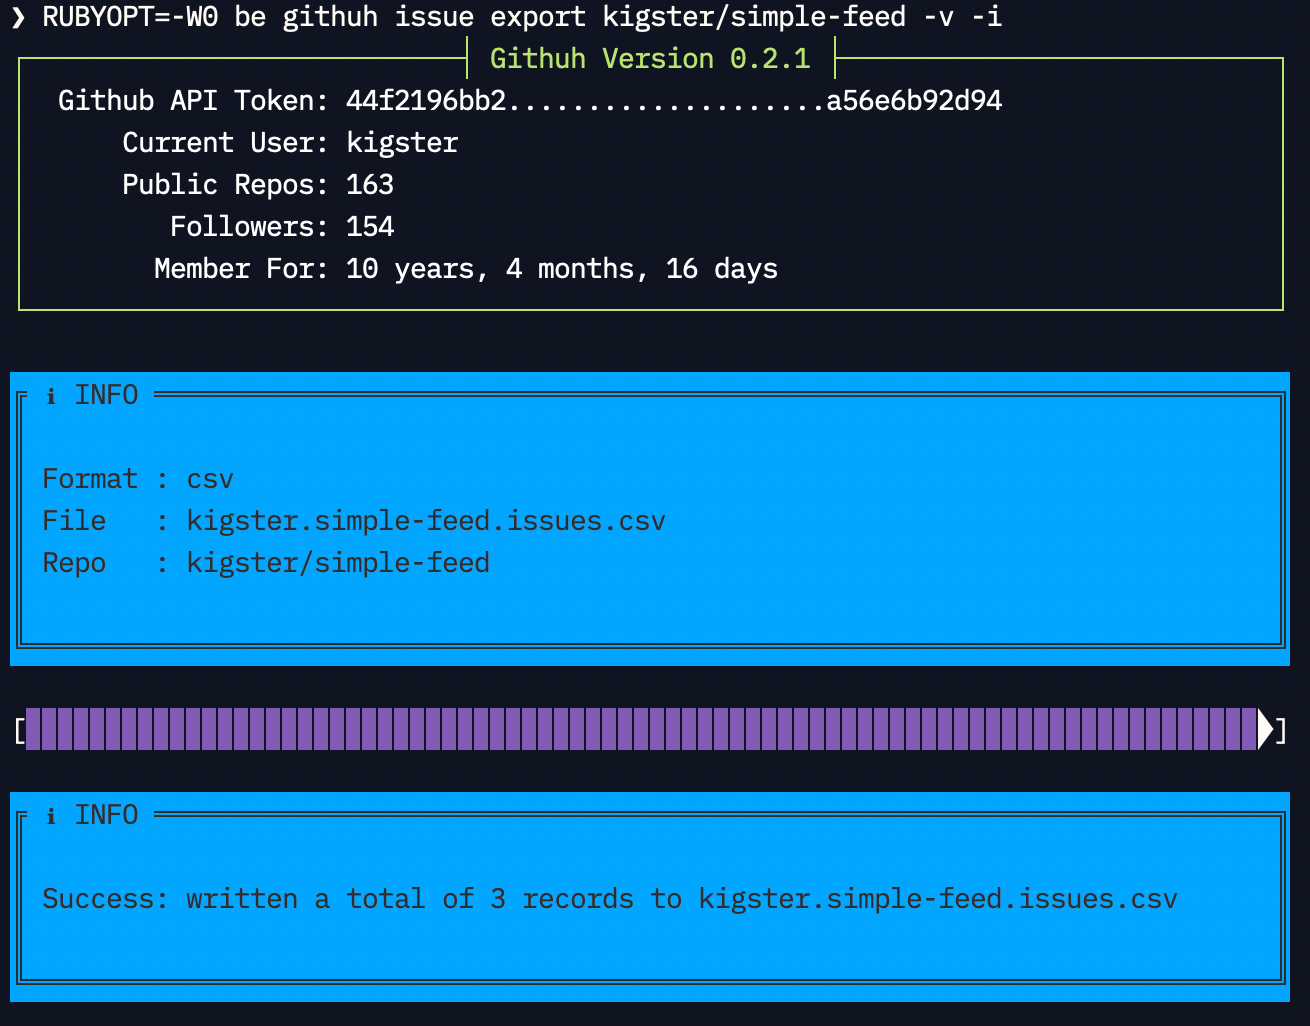 ❯ RUBYOPT=-W0 be githuh issue export kigster/simple-feed -v -i
Githuh Version 0.2.1
Github API Token: 44f2196bb2....................a56e6b92d94
Current User: kigster
Public Repos: 163
Followers: 154
Member For: 10 years, 4 months, 16 days
ℹ INFO
Format : csv
File   : kigster.simple-feed.issues.csv
Repo   : kigster/simple-feed
[ ]
ℹ INFO
Success: written a total of 3 records to kigster.simple-feed.issues.csv